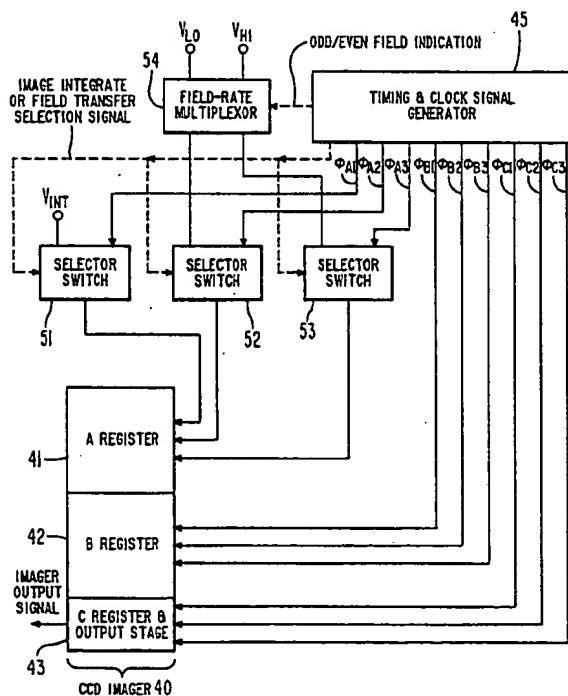 V_LO
V_HI
ODD/EVEN FIELD INDICATION
45
54
IMAGE INTEGRATE
OR FIELD TRANSFER
SELECTION SIGNAL
FIELD-RATE
MULTIPLEXOR
TIMING & CLOCK SIGNAL
GENERATOR
ΦA1
ΦA2
ΦA3
ΦB1
ΦB2
ΦB3
ΦC1
ΦC2
ΦC3
V_INT
SELECTOR
SWITCH
SELECTOR
SWITCH
SELECTOR
SWITCH
51
52
53
A REGISTER
41
B REGISTER
42
IMAGER
OUTPUT
SIGNAL
C REGISTER &
OUTPUT STAGE
43
CCD IMAGER 40